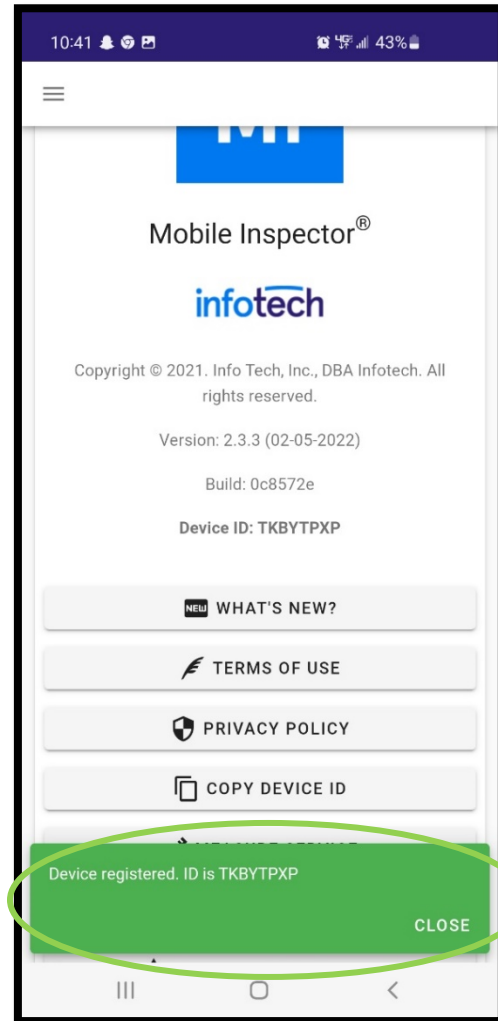 10:41 43%
Mobile Inspector®
infotech
Copyright © 2021. Info Tech, Inc., DBA Infotech. All
rights reserved.
Version: 2.3.3 (02-05-2022)
Build: 0c8572e
Device ID: TKBYTPXP
NEW WHAT'S NEW?
TERMS OF USE
PRIVACY POLICY
COPY DEVICE ID
Device registered. ID is TKBYTPXP
CLOSE